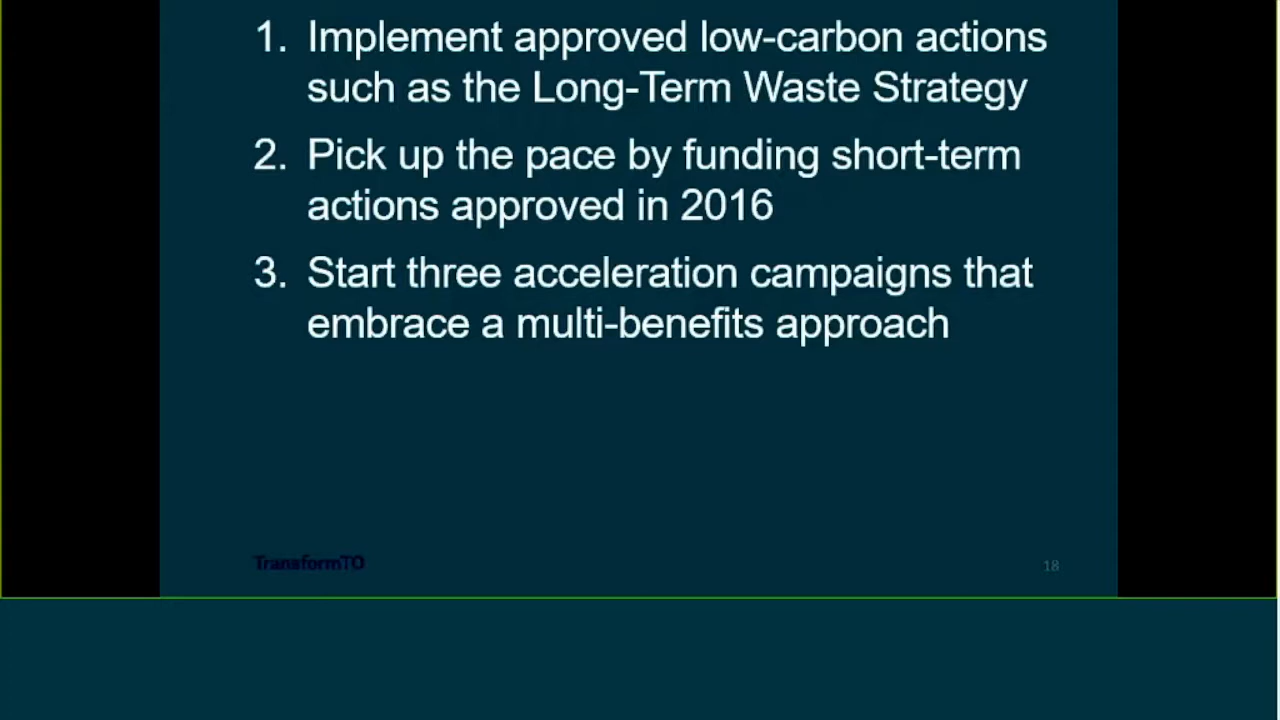 1. Implement approved low-carbon actions
such as the Long-Term Waste Strategy
2. Pick up the pace by funding short-term
actions approved in 2016
3. Start three acceleration campaigns that
embrace a multi-benefits approach
TransformTO
18